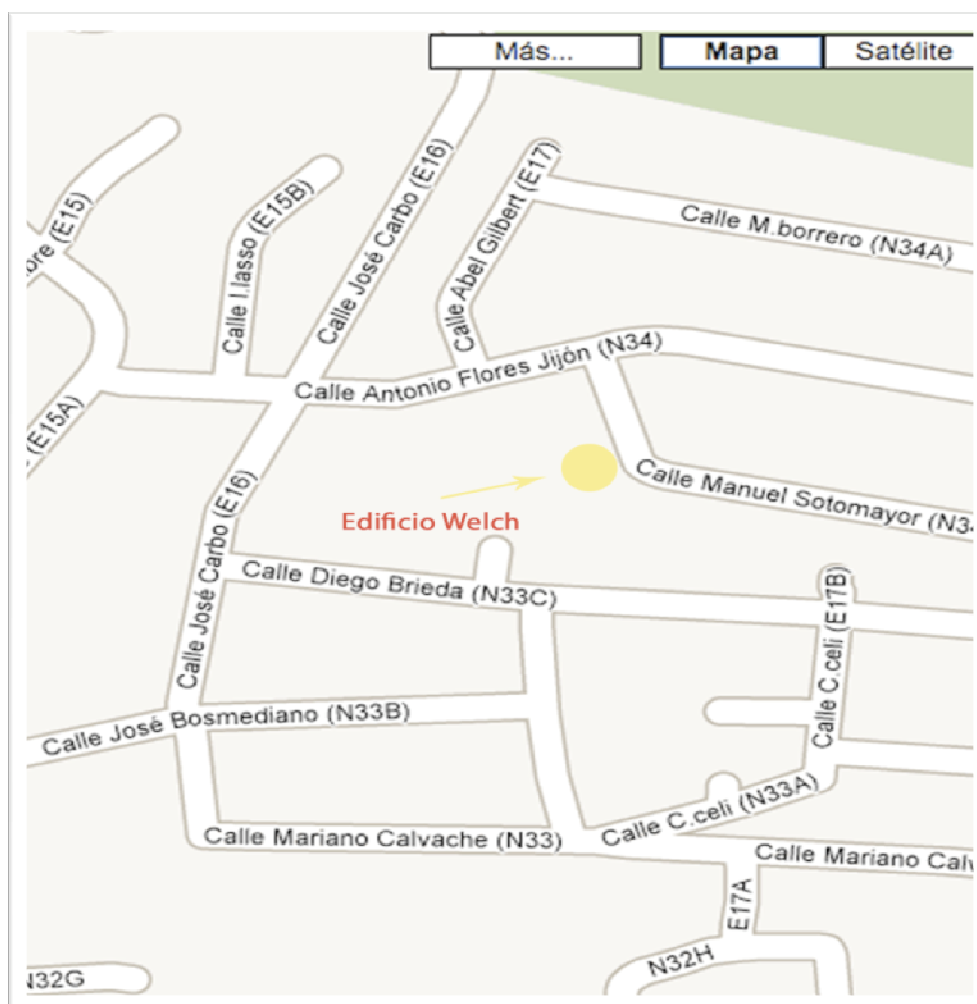 Más...
Mapa
Satélite
Calle José Carbo (E16)
Calle Abel Gilbert (E17)
(E15)
Calle I.lasso (E15B)
Calle M.borrero (N34A)
Calle Antonio Flores Jijón (N34)
(E15A)
Calle Manuel Sotomayor (N34
Edificio Welch
Calle José Carbo (E16)
Calle Diego Brieda (N33C)
Calle C.celi (E17B)
Calle José Bosmediano (N33B)
Calle C.celi (N33A)
Calle Mariano Calvache (N33)
Calle Mariano Calv
E17A
N32H
N32G